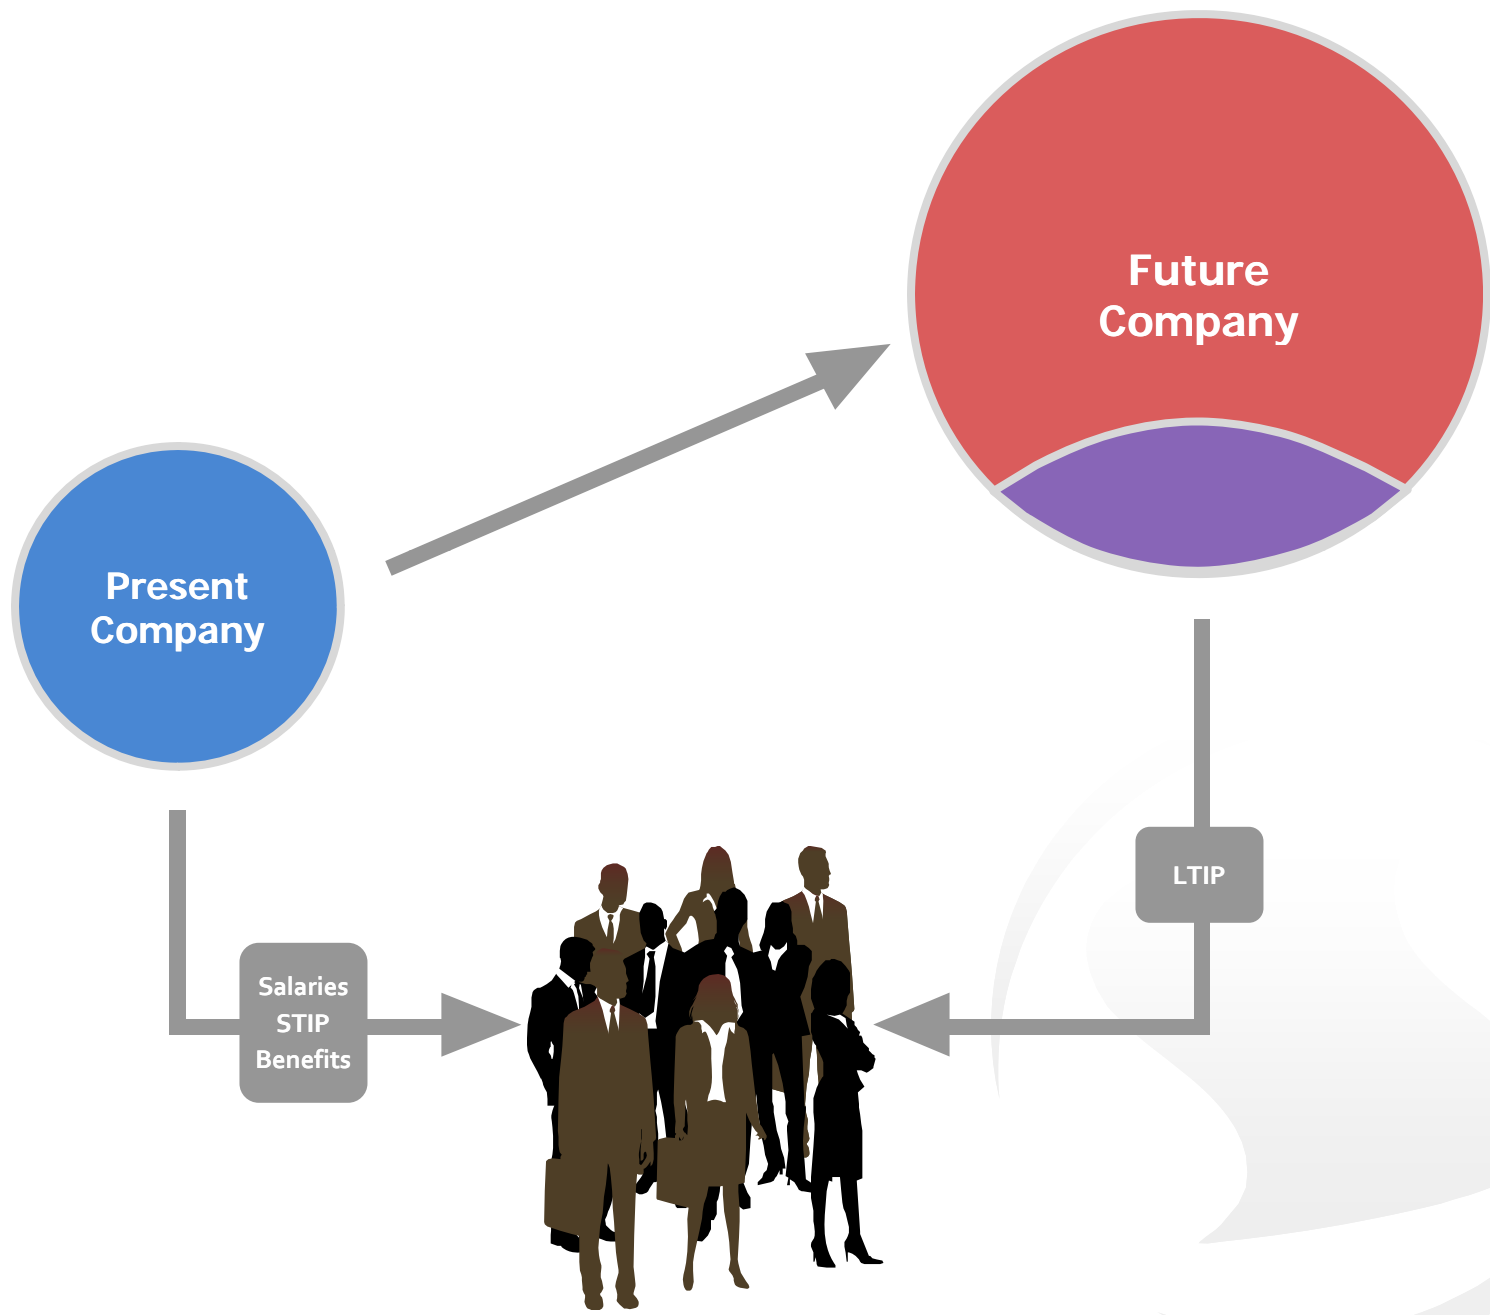 Future
Company
Present
Company
LTIP
Salaries
STIP
Benefits